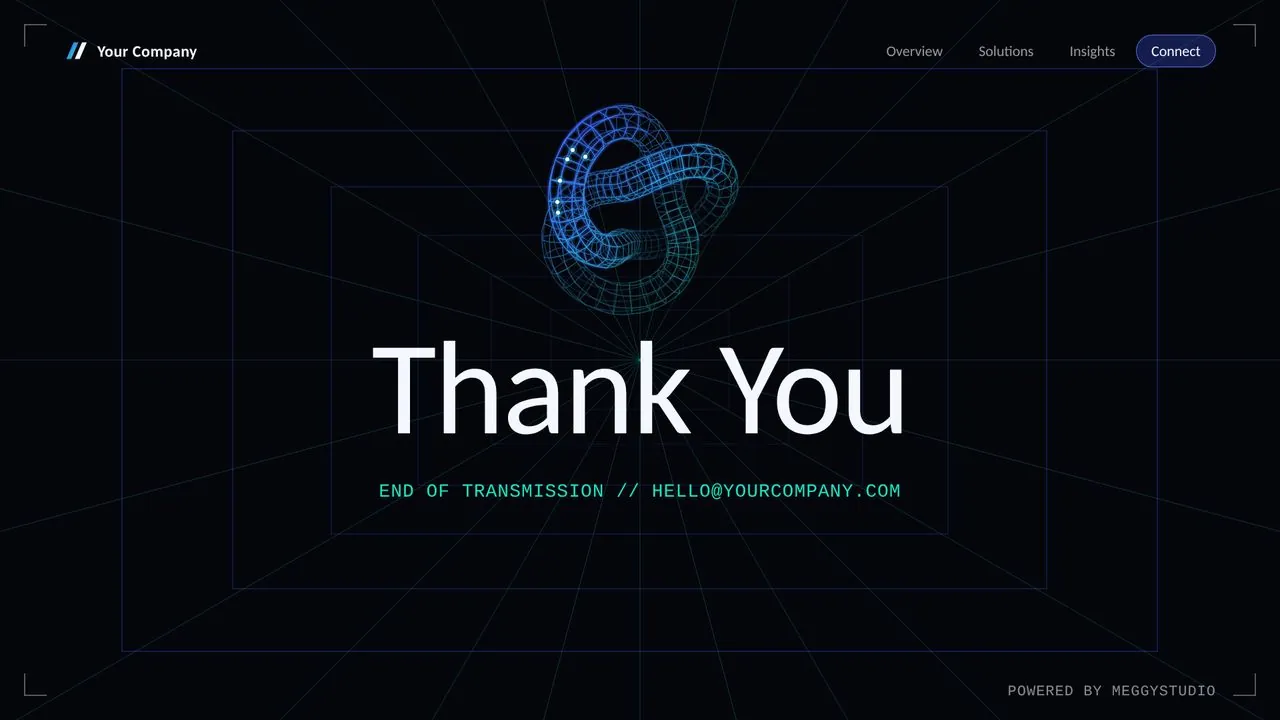 Your Company
Overview Solutions Insights Connect
Thank You
END OF TRANSMISSION // HELLO@YOURCOMPANY.COM
POWERED BY MEGGYSTUDIO